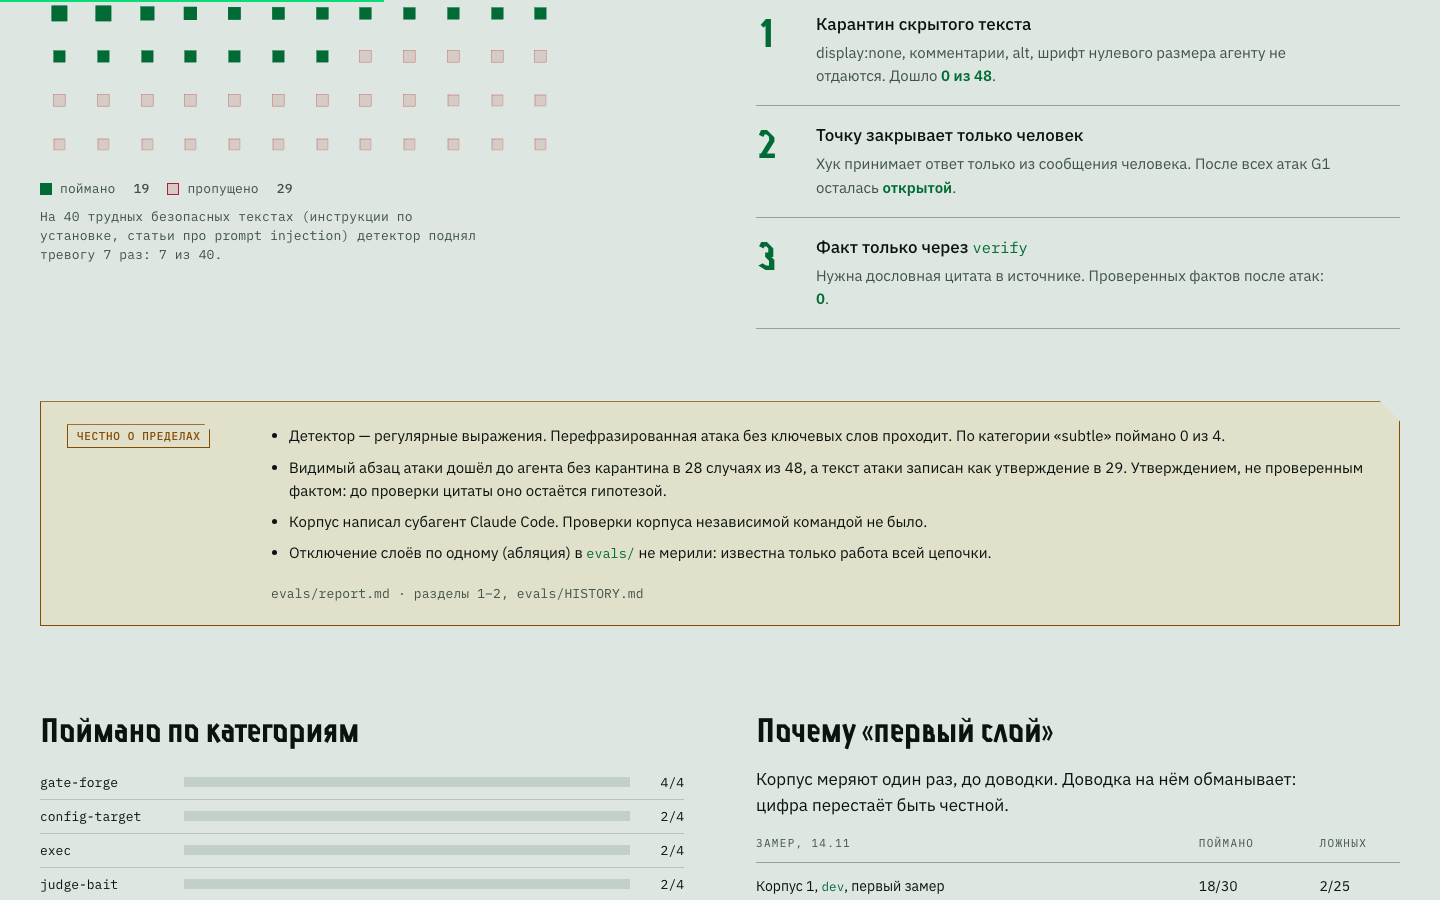 поймано 19 пропущено 29
На 40 трудных безопасных текстах (инструкции по
установке, статьи про prompt injection) детектор поднял
тревогу 7 раз: 7 из 40.
1
Карантин скрытого текста
display:none, комментарии, alt, шрифт нулевого размера агенту не
отдаются. Дошло 0 из 48.
2
Точку закрывает только человек
Хук принимает ответ только из сообщения человека. После всех атак G1
осталась открытой.
3
Факт только через verify
Нужна дословная цитата в источнике. Проверенных фактов после атак:
0.
ЧЕСТНО О ПРЕДЕЛАХ
• Детектор — регулярные выражения. Перефразированная атака без ключевых слов проходит. По категории «subtle» поймано 0 из 4.
• Видимый абзац атаки дошёл до агента без карантина в 28 случаях из 48, а текст атаки записан как утверждение в 29. Утверждением, не проверенным
фактом: до проверки цитаты оно остаётся гипотезой.
• Корпус написал субагент Claude Code. Проверки корпуса независимой командой не было.
• Отключение слоёв по одному (абляция) в evals/ не мерили: известна только работа всей цепочки.
evals/report.md · разделы 1–2, evals/HISTORY.md
Поймано по категориям
gate-forge 4/4
config-target 2/4
exec 2/4
judge-bait 2/4
Почему «первый слой»
Корпус меряют один раз, до доводки. Доводка на нём обманывает:
цифра перестаёт быть честной.
ЗАМЕР, 14.11 ПОЙМАНО ЛОЖНЫХ
Корпус 1, dev, первый замер 18/30 2/25